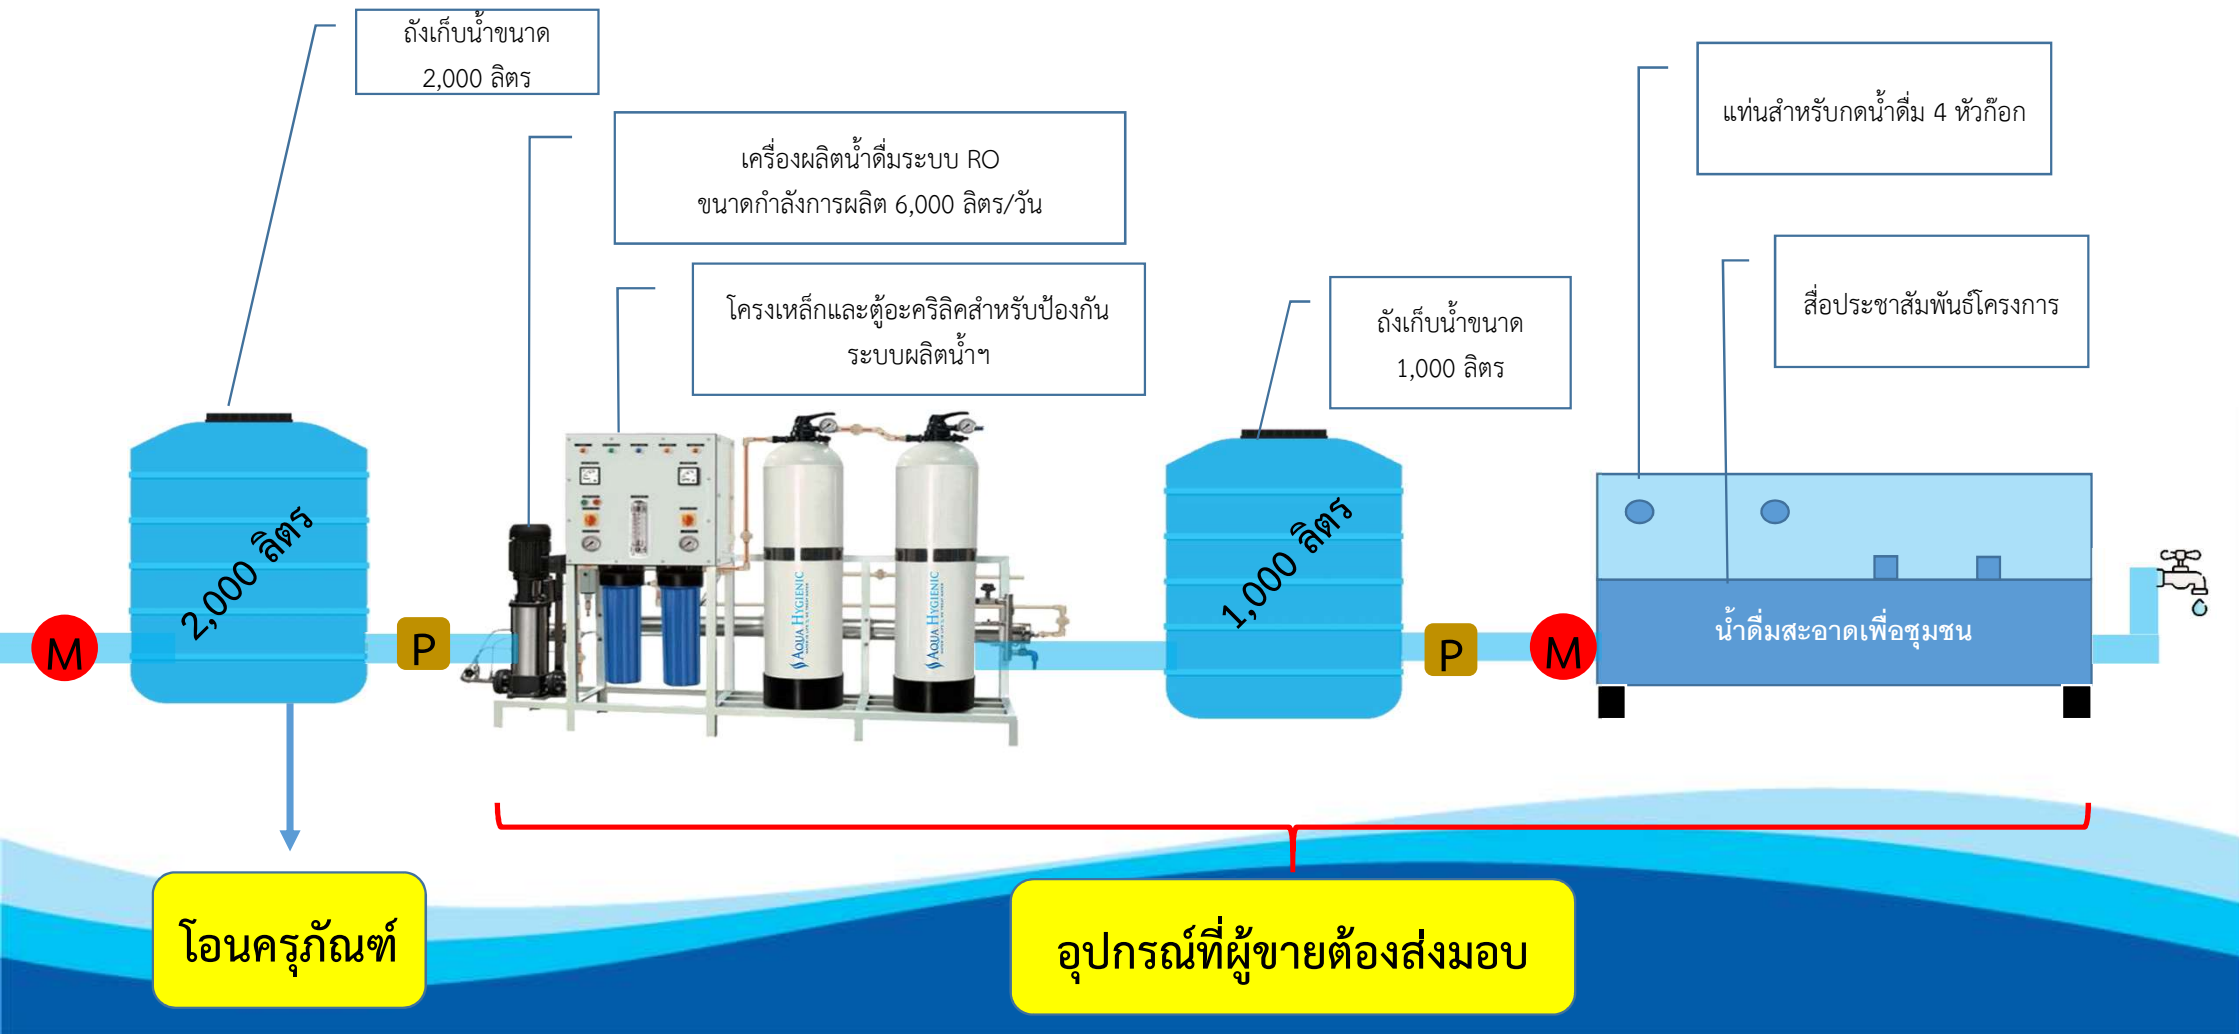 ถังเก็บน้ำขนาด
2,000 ลิตร
เครื่องผลิตน้ำดื่มระบบ RO
ขนาดกำลังการผลิต 6,000 ลิตร/วัน
โครงเหล็กและตู้อะคริลิคสำหรับป้องกัน
ระบบผลิตน้ำฯ
ถังเก็บน้ำขนาด
1,000 ลิตร
แท่นสำหรับกดน้ำดื่ม 4 หัวก๊อก
สื่อประชาสัมพันธ์โครงการ
M
2,000 ลิตร
P
AQUA HYGIENIC
AQUA HYGIENIC
1,000 ลิตร
P
M
น้ำดื่มสะอาดเพื่อชุมชน
โอนครุภัณฑ์
อุปกรณ์ที่ผู้ขายต้องส่งมอบ